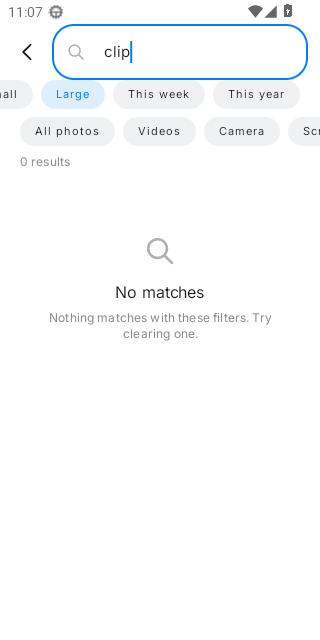 11:07
clip
all
Large
This week
This year
All photos
Videos
Camera
Scr
0 results
No matches
Nothing matches with these filters. Try
clearing one.